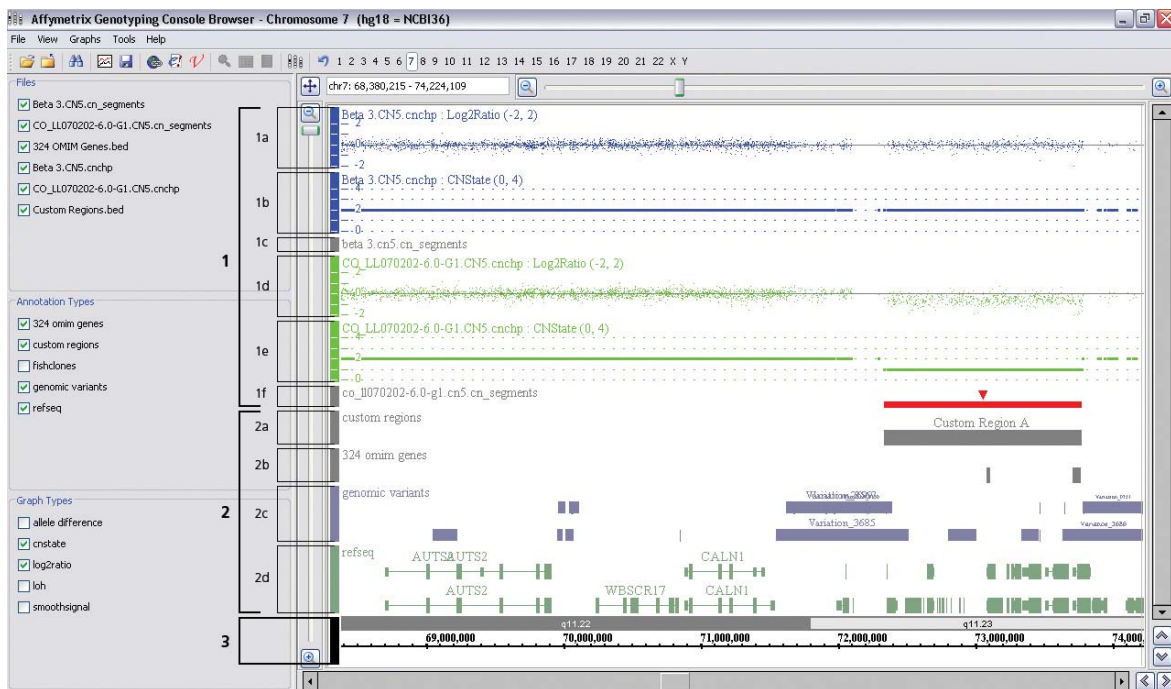 Affymetrix Genotyping Console Browser - Chromosome 7 (hg18 = NCBI36)
File View Graphs Tools Help
1 2 3 4 5 6 7 8 9 10 11 12 13 14 15 16 17 18 19 20 21 22 X Y
Files
Beta 3.CN5.cn_segments
CO_LL070202-6.0-G1.CN5.cn_segments
324 OMIM Genes.bed
Beta 3.CN5.cnchp
CO_LL070202-6.0-G1.CN5.cnchp
Custom Regions.bed
Annotation Types
324 omim genes
custom regions
fishclones
genomic variants
refseq
Graph Types
allele difference
cnstate
log2ratio
loh
smoothsignal
1
1a
1b
1c
1d
1e
1f
2
2a
2b
2c
2d
3
chr7: 68,380,215 - 74,224,109
Beta 3.CN5.cnchp : Log2Ratio (-2, 2)
2
0
-2
Beta 3.CN5.cnchp : CNState (0, 4)
4
2
0
beta 3.cn5.cn_segments
CO_LL070202-6.0-G1.CN5.cnchp : Log2Ratio (-2, 2)
2
0
-2
CO_LL070202-6.0-G1.CN5.cnchp : CNState (0, 4)
4
2
0
co_ll070202-6.0-g1.cn5.cn_segments
custom regions
Custom Region A
324 omim genes
genomic variants
Variation_3685
Variation_3686
refseq
AUTS2 AUTS2 CALN1
AUTS2 WBSCR17 CALN1
q11.22 q11.23
69,000,000 70,000,000 71,000,000 72,000,000 73,000,000 74,000,